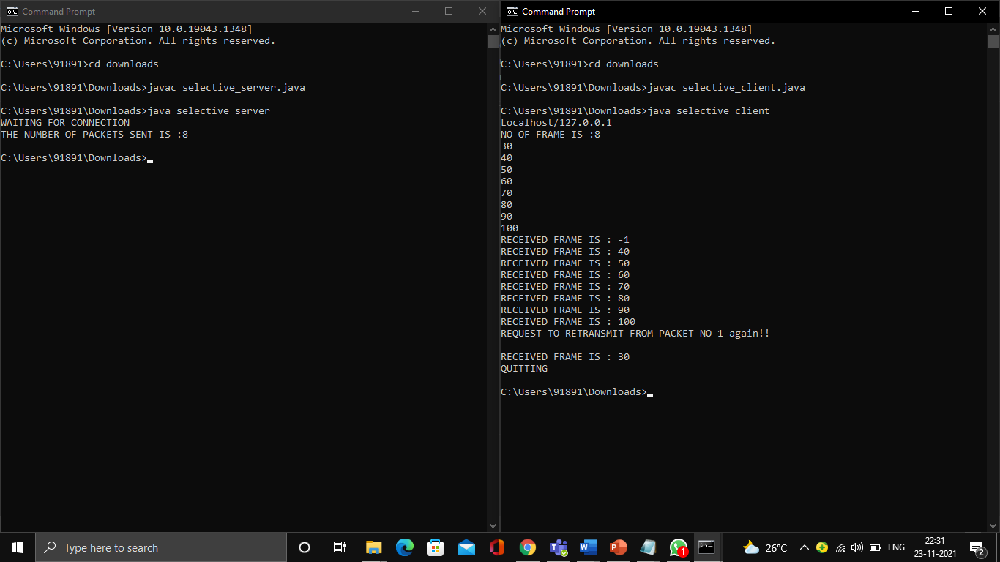 Command Prompt
Microsoft Windows [Version 10.0.19043.1348]
(c) Microsoft Corporation. All rights reserved.
C:\Users\91891>cd downloads
C:\Users\91891\Downloads>javac selective_server.java
C:\Users\91891\Downloads>java selective_server
WAITING FOR CONNECTION
THE NUMBER OF PACKETS SENT IS :8
C:\Users\91891\Downloads>
Command Prompt
Microsoft Windows [Version 10.0.19043.1348]
(c) Microsoft Corporation. All rights reserved.
C:\Users\91891>cd downloads
C:\Users\91891\Downloads>javac selective_client.java
C:\Users\91891\Downloads>java selective_client
Localhost/127.0.0.1
NO OF FRAME IS :8
30
40
50
60
70
80
90
100
RECEIVED FRAME IS : -1
RECEIVED FRAME IS : 40
RECEIVED FRAME IS : 50
RECEIVED FRAME IS : 60
RECEIVED FRAME IS : 70
RECEIVED FRAME IS : 80
RECEIVED FRAME IS : 90
RECEIVED FRAME IS : 100
REQUEST TO RETRANSMIT FROM PACKET NO 1 again!!
RECEIVED FRAME IS : 30
QUITTING
C:\Users\91891\Downloads>
Type here to search
1
26°C
ENG
22:31
23-11-2021
2